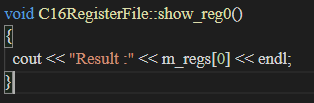 void C16RegisterFile::show_reg0()
{
cout << "Result :" << m_regs[0] << endl;
}